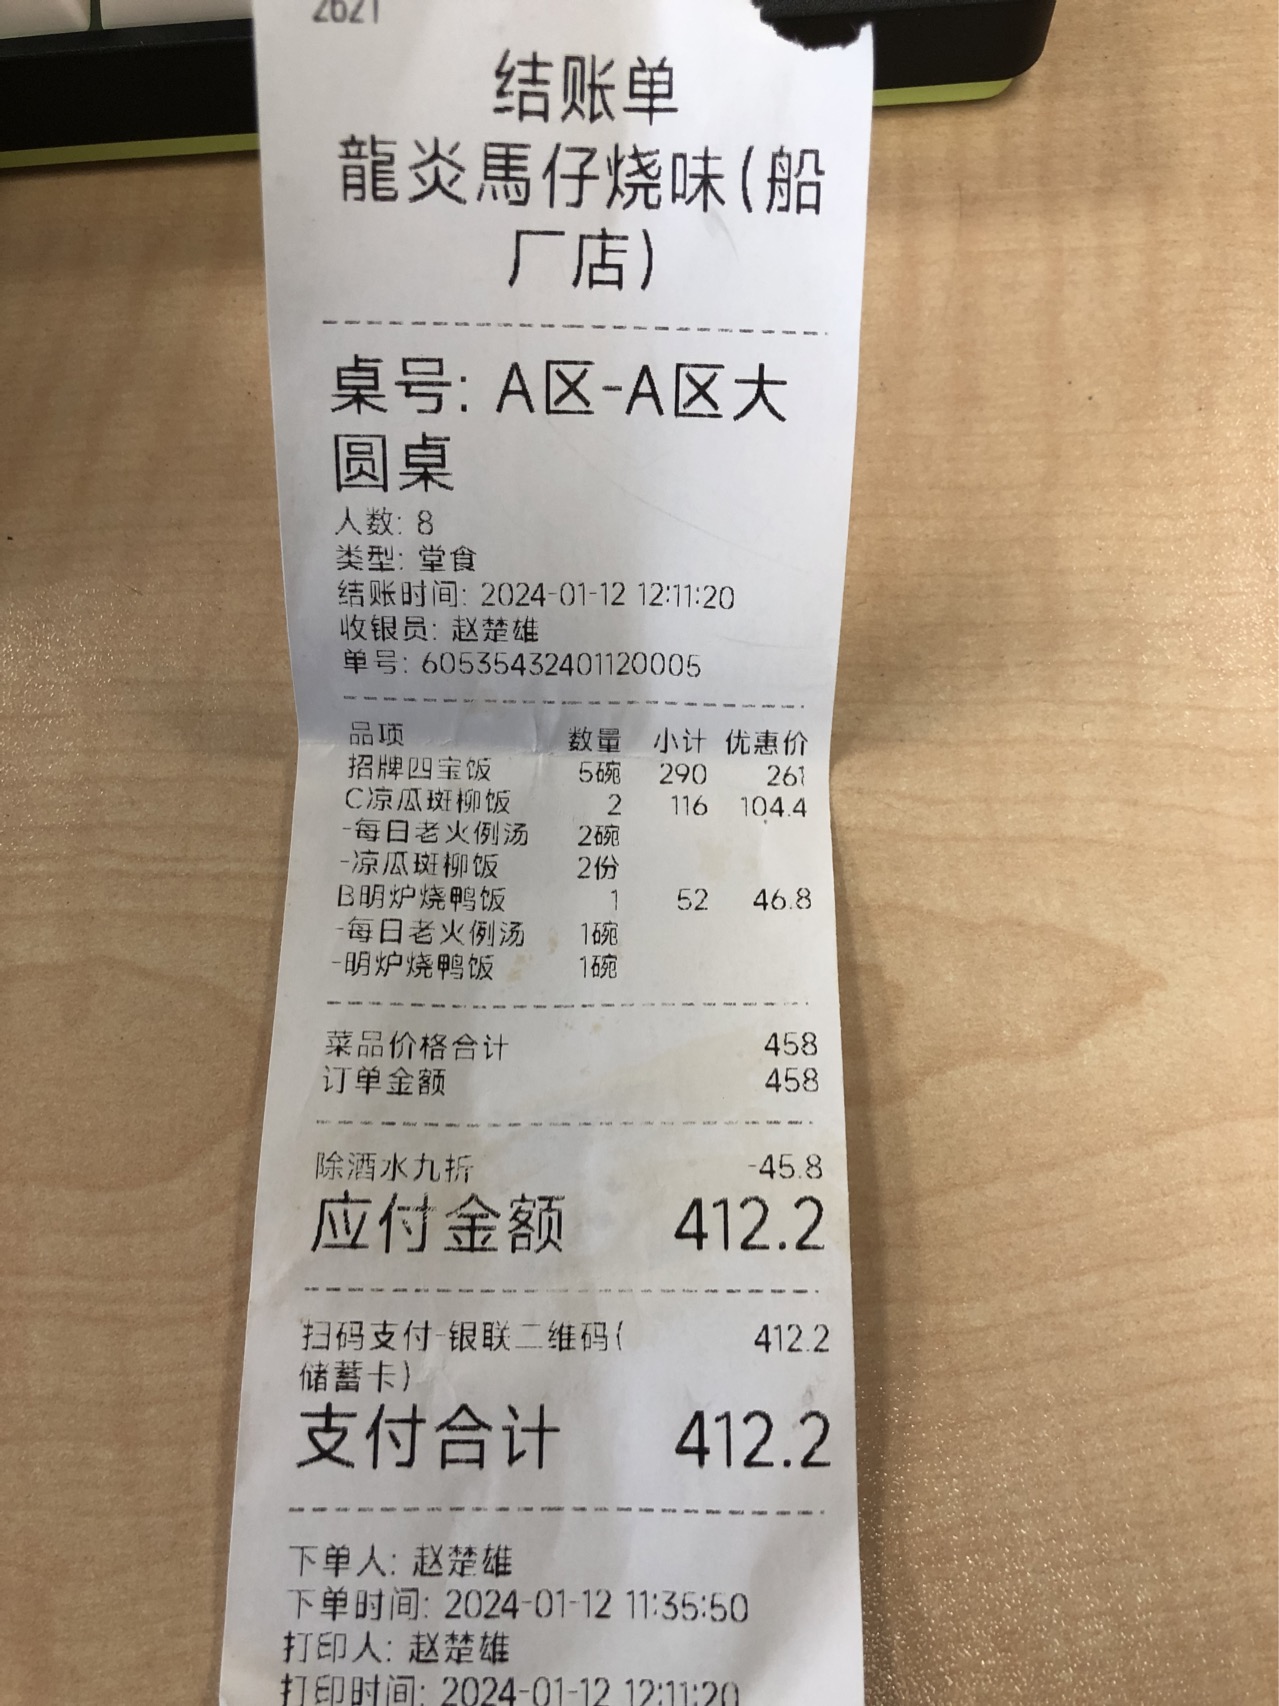 2621
结账单
龍炎馬仔烧味(船
厂店)
桌号: A区-A区大
圆桌
人数: 8
类型: 堂食
结账时间: 2024-01-12 12:11:20
收银员: 赵楚雄
单号: 60535432401120005
品项 数量 小计 优惠价
招牌四宝饭 5碗 290 261
C凉瓜斑柳饭 2 116 104.4
-每日老火例汤 2碗
-凉瓜斑柳饭 2份
B明炉烧鸭饭 1 52 46.8
-每日老火例汤 1碗
-明炉烧鸭饭 1碗
菜品价格合计 458
订单金额 458
除酒水九折 -45.8
应付金额 412.2
扫码支付-银联二维码( 412.2
储蓄卡)
支付合计 412.2
下单人: 赵楚雄
下单时间: 2024-01-12 11:35:50
打印人: 赵楚雄
打印时间: 2024-01-12 12:11:20